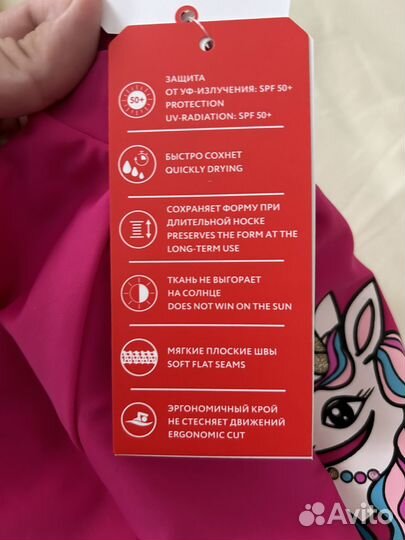 ЗАЩИТА
ОТ УФ-ИЗЛУЧЕНИЯ: SPF 50+
PROTECTION
UV-RADIATION: SPF 50+
50+
БЫСТРО СОХНЕТ
QUICKLY DRYING
СОХРАНЯЕТ ФОРМУ ПРИ
ДЛИТЕЛЬНОЙ НОСКЕ
PRESERVES THE FORM AT THE
LONG-TERM USE
ТКАНЬ НЕ ВЫГОРАЕТ
НА СОЛНЦЕ
DOES NOT WIN ON THE SUN
МЯГКИЕ ПЛОСКИЕ ШВЫ
SOFT FLAT SEAMS
ЭРГОНОМИЧНЫЙ КРОЙ
НЕ СТЕСНЯЕТ ДВИЖЕНИЙ
ERGONOMIC CUT
Avito